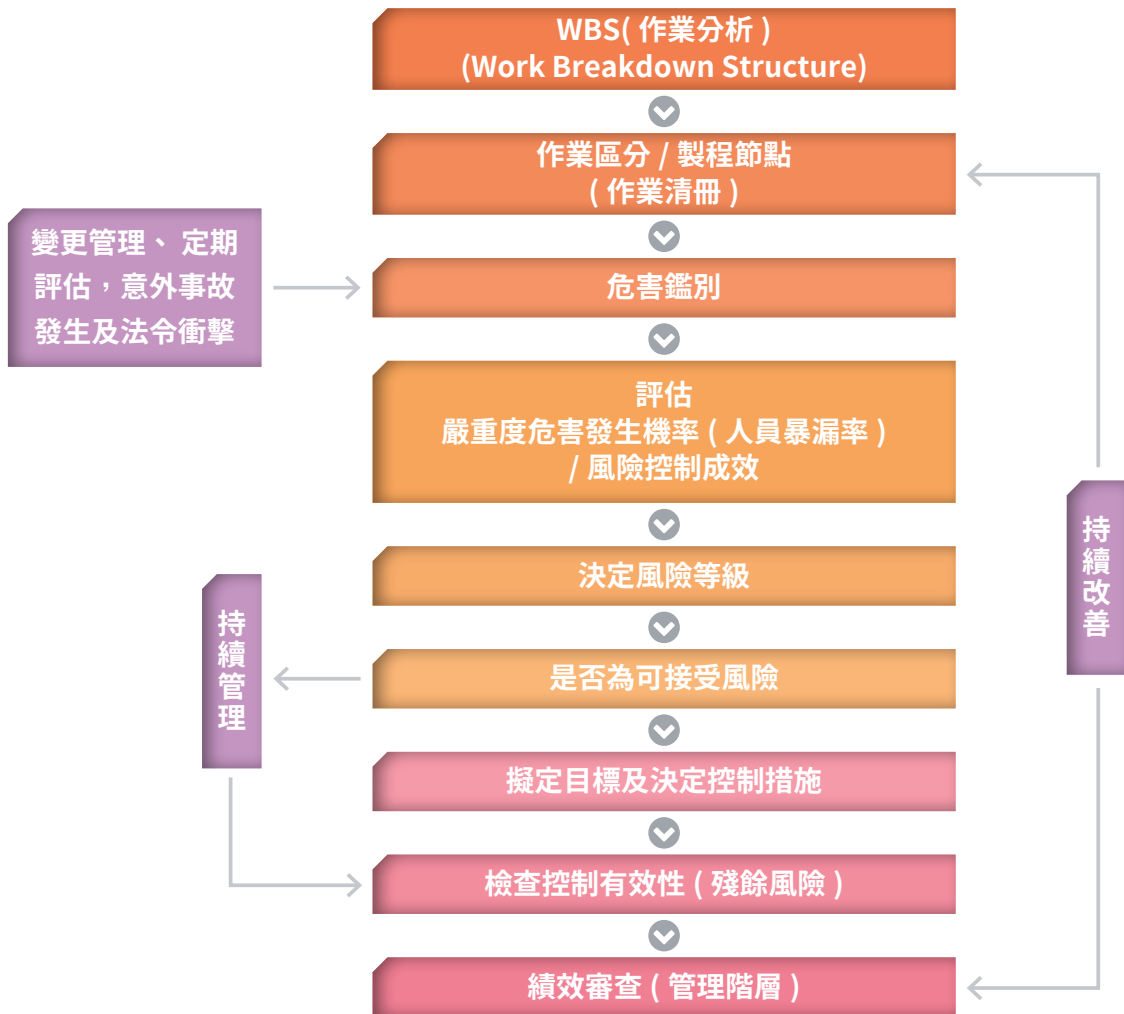 WBS( 作業分析 )
(Work Breakdown Structure)
作業區分 / 製程節點
( 作業清冊 )
變更管理、 定期
評估，意外事故
發生及法令衝擊
危害鑑別
評估
嚴重度危害發生機率 ( 人員暴漏率 )
/ 風險控制成效
決定風險等級
持續改善
持續管理
是否為可接受風險
擬定目標及決定控制措施
檢查控制有效性 ( 殘餘風險 )
績效審查 ( 管理階層 )